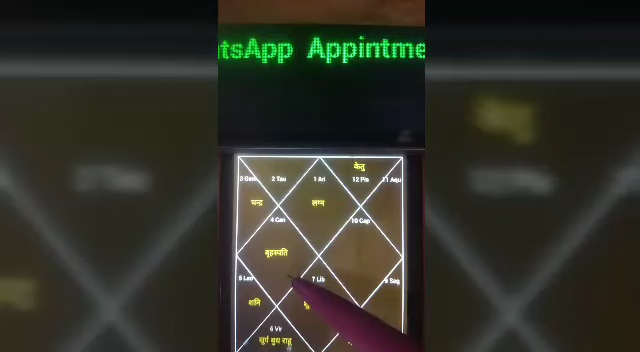 tsApp Appintme
केतु
3 Gem 2 Tau 1 Ari 12 Pis 11 Aqu
चन्द्र लग्न
4 Can 10 Cap
बृहस्पति
5 Leo 7 Lib 9 Sag
शनि
6 Vir
सूर्य बुध राहू